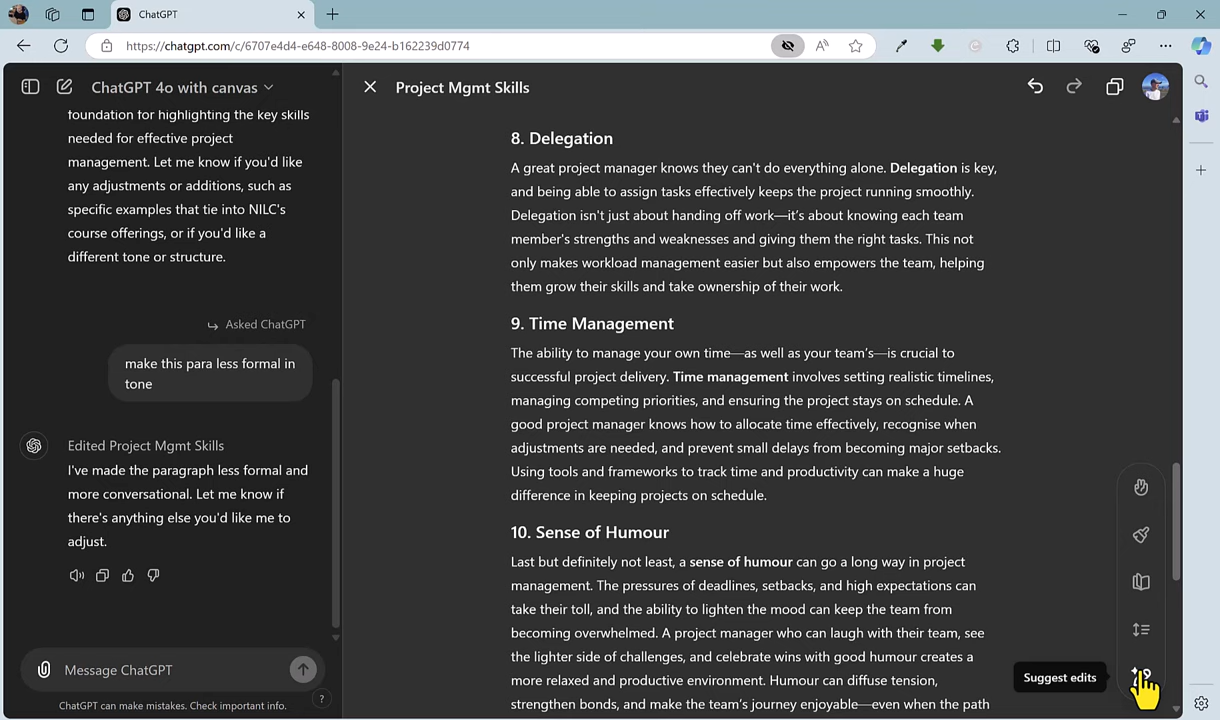 ChatGPT
https://chatgpt.com/c/6707e4d4-e648-8008-9e24-b162239d0774
ChatGPT 4o with canvas
foundation for highlighting the key skills
needed for effective project
management. Let me know if you'd like
any adjustments or additions, such as
specific examples that tie into NILC's
course offerings, or if you'd like a
different tone or structure.
Asked ChatGPT
make this para less formal in
tone
Edited Project Mgmt Skills
I've made the paragraph less formal and
more conversational. Let me know if
there's anything else you'd like me to
adjust.
Message ChatGPT
ChatGPT can make mistakes. Check important info.
?
Project Mgmt Skills
8. Delegation
A great project manager knows they can't do everything alone. Delegation is key,
and being able to assign tasks effectively keeps the project running smoothly.
Delegation isn't just about handing off work—it's about knowing each team
member's strengths and weaknesses and giving them the right tasks. This not
only makes workload management easier but also empowers the team, helping
them grow their skills and take ownership of their work.
9. Time Management
The ability to manage your own time—as well as your team's—is crucial to
successful project delivery. Time management involves setting realistic timelines,
managing competing priorities, and ensuring the project stays on schedule. A
good project manager knows how to allocate time effectively, recognise when
adjustments are needed, and prevent small delays from becoming major setbacks.
Using tools and frameworks to track time and productivity can make a huge
difference in keeping projects on schedule.
10. Sense of Humour
Last but definitely not least, a sense of humour can go a long way in project
management. The pressures of deadlines, setbacks, and high expectations can
take their toll, and the ability to lighten the mood can keep the team from
becoming overwhelmed. A project manager who can laugh with their team, see
the lighter side of challenges, and celebrate wins with good humour creates a
more relaxed and productive environment. Humour can diffuse tension,
strengthen bonds, and make the team's journey enjoyable—even when the path
Suggest edits